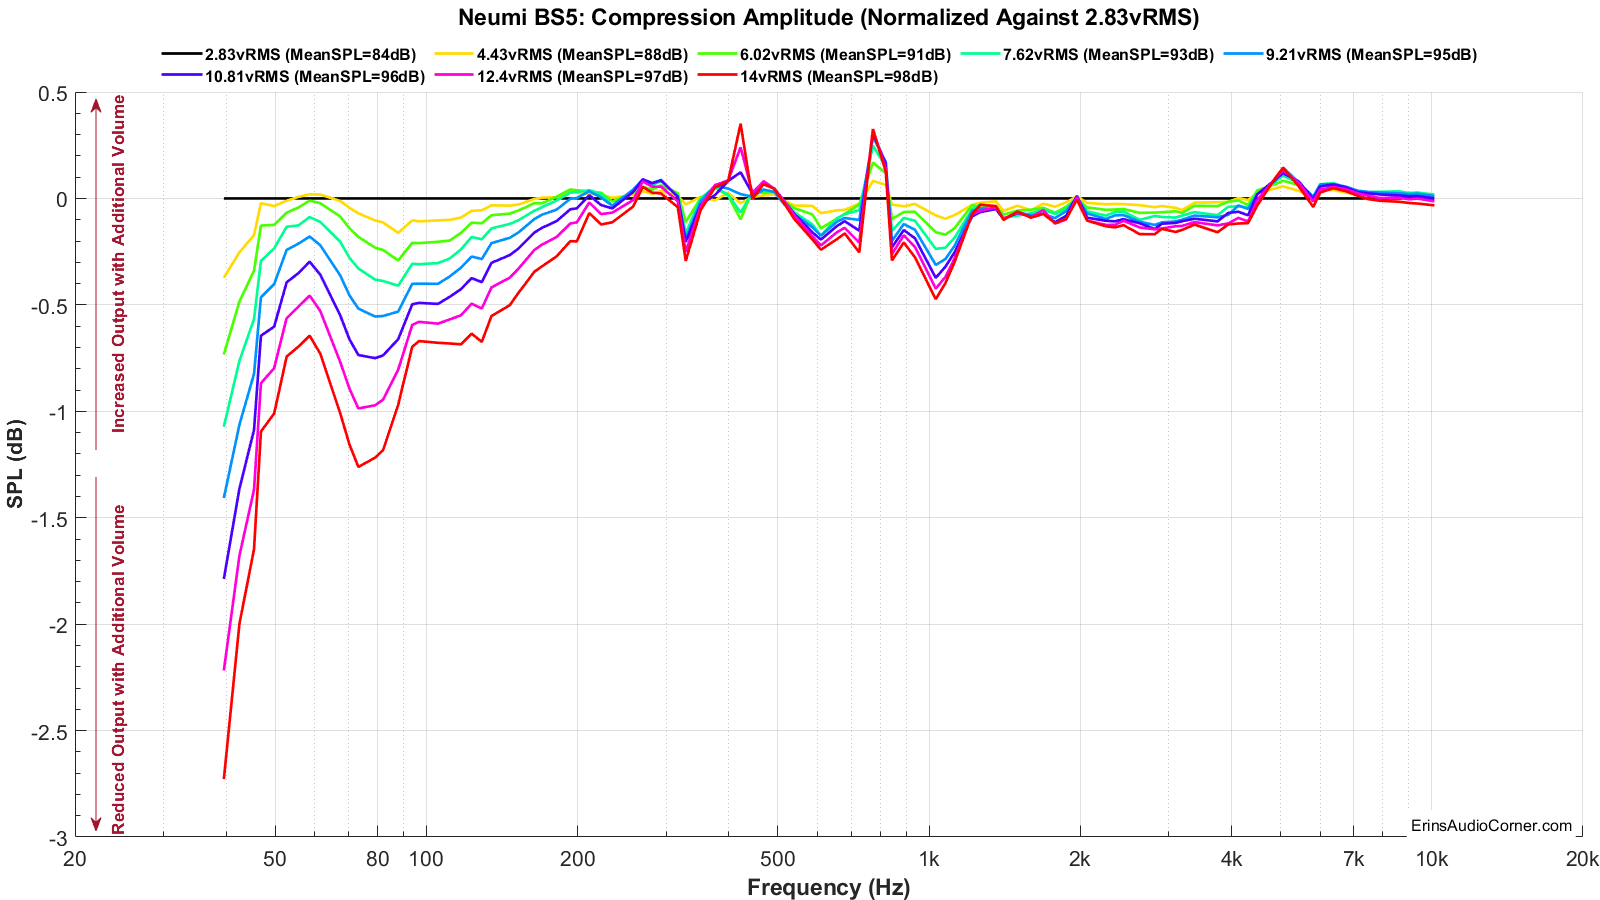 Neumi BS5: Compression Amplitude (Normalized Against 2.83vRMS)
2.83vRMS (MeanSPL=84dB) 4.43vRMS (MeanSPL=88dB) 6.02vRMS (MeanSPL=91dB) 7.62vRMS (MeanSPL=93dB) 9.21vRMS (MeanSPL=95dB)
10.81vRMS (MeanSPL=96dB) 12.4vRMS (MeanSPL=97dB) 14vRMS (MeanSPL=98dB)
SPL (dB)
Increased Output with Additional Volume
Reduced Output with Additional Volume
0.5
0
-0.5
-1
-1.5
-2
-2.5
-3
ErinsAudioCorner.com
20 50 80 100 200 500 1k 2k 4k 7k 10k 20k
Frequency (Hz)